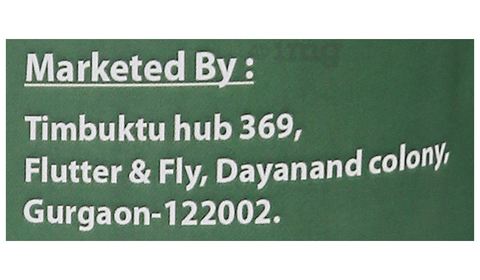 Marketed By :
Timbuktu hub 369,
Flutter & Fly, Dayanand colony,
Gurgaon-122002.